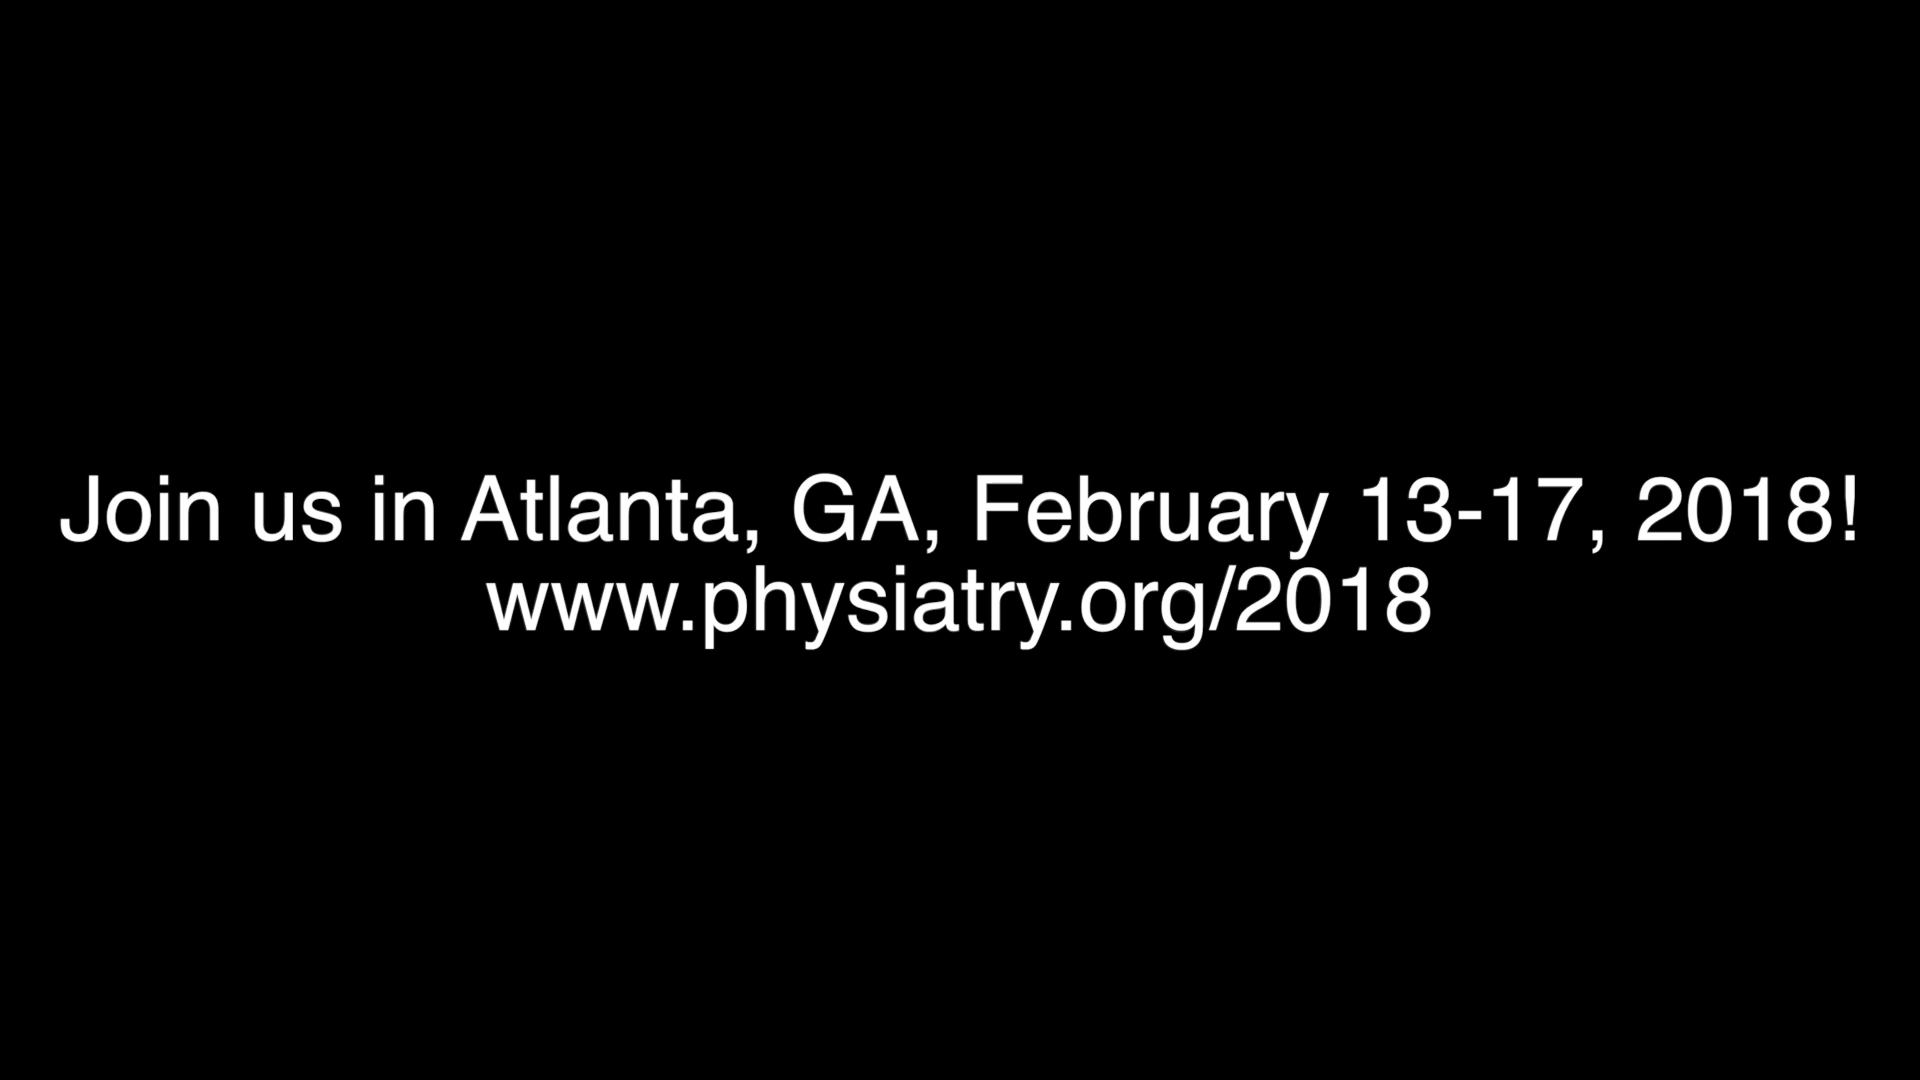 Join us in Atlanta, GA, February 13-17, 2018!
www.physiatry.org/2018